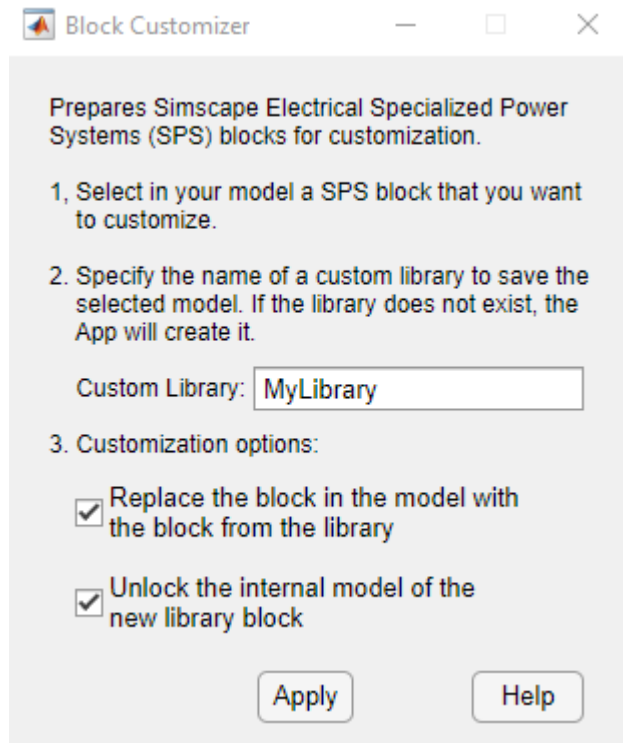 Block Customizer
Prepares Simscape Electrical Specialized Power
Systems (SPS) blocks for customization.
1, Select in your model a SPS block that you want
to customize.
2. Specify the name of a custom library to save the
selected model. If the library does not exist, the
App will create it.
Custom Library: MyLibrary
3. Customization options:
Replace the block in the model with
the block from the library
Unlock the internal model of the
new library block
Apply Help